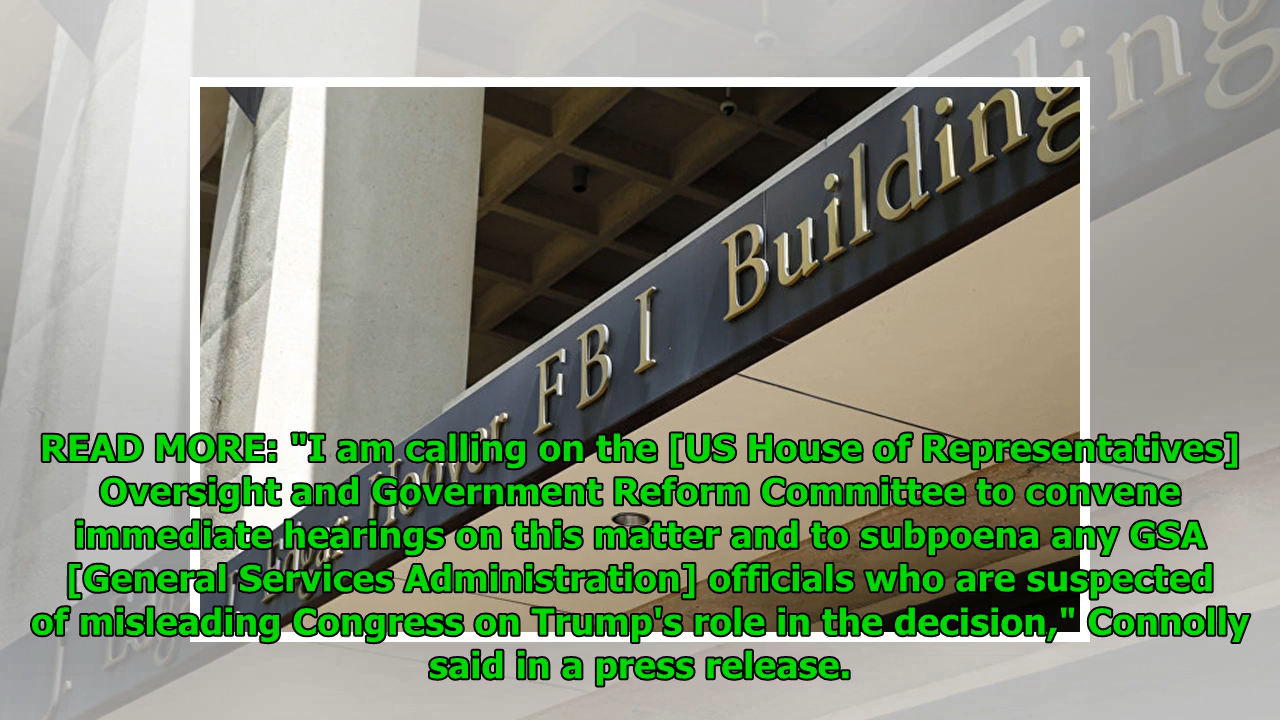 J. Edgar Hoover FBI Building
READ MORE: "I am calling on the [US House of Representatives]
Oversight and Government Reform Committee to convene
immediate hearings on this matter and to subpoena any GSA
[General Services Administration] officials who are suspected
of misleading Congress on Trump's role in the decision," Connolly
said in a press release.